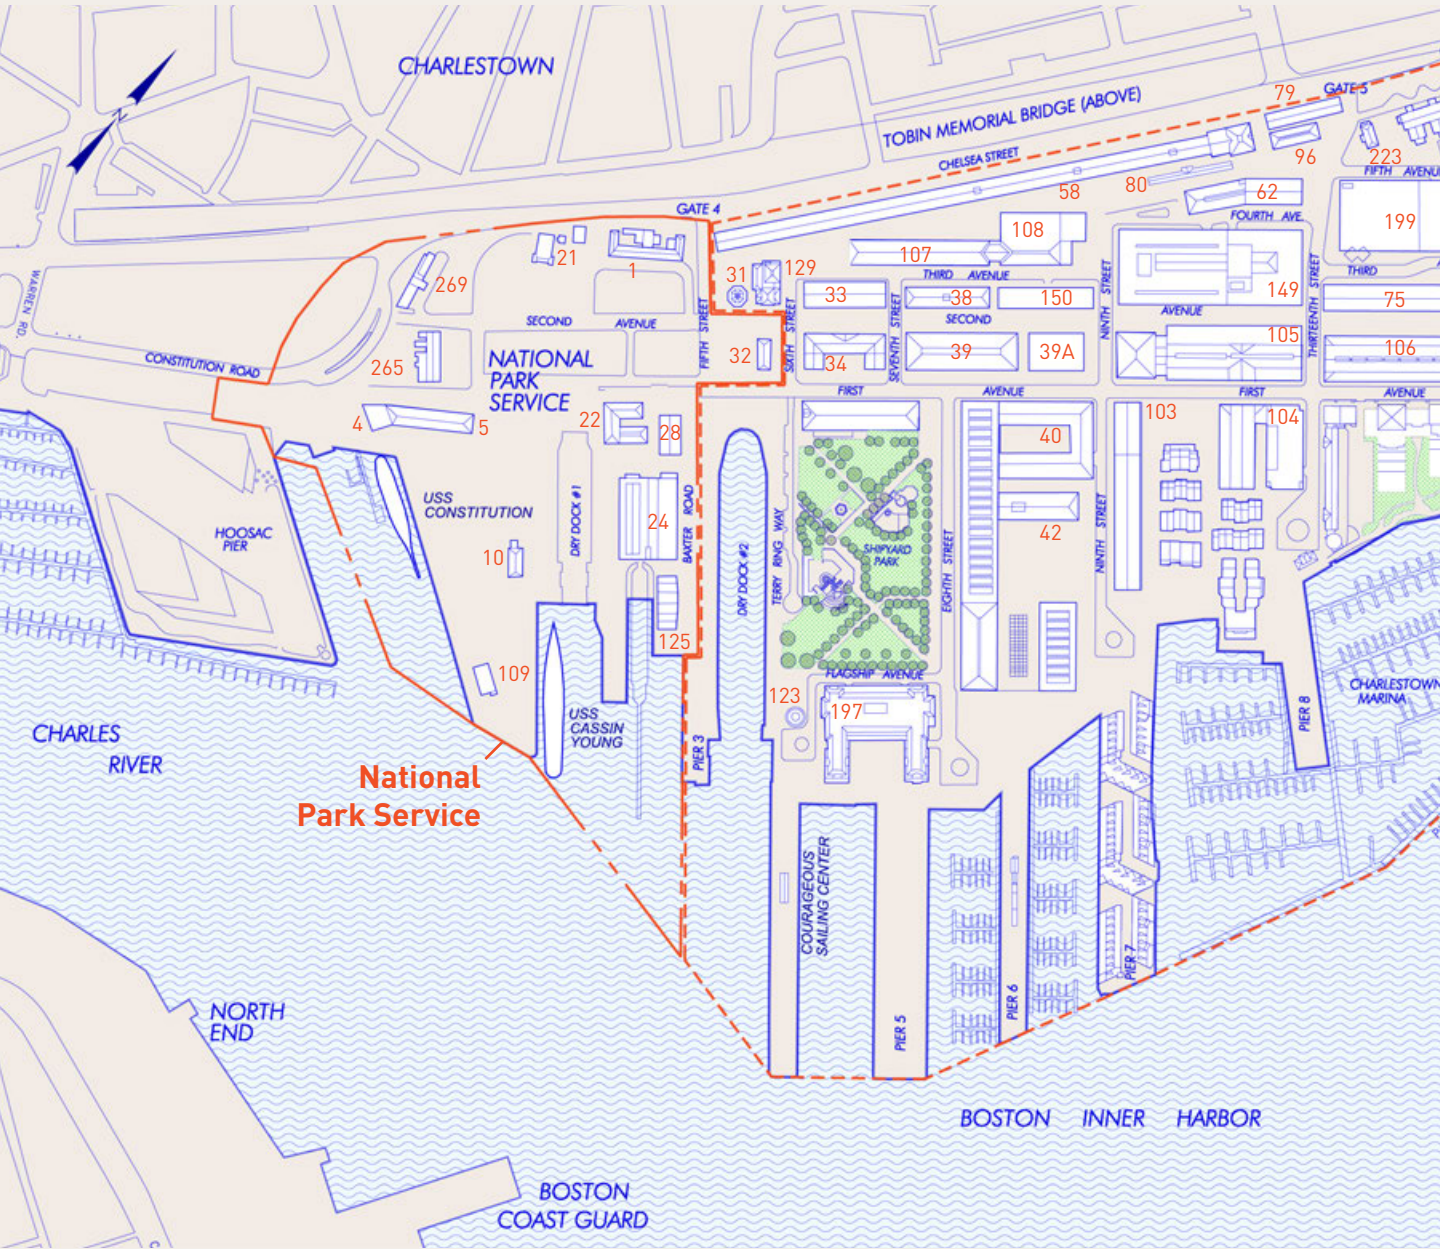 CHARLESTOWN
N
TOBIN MEMORIAL BRIDGE (ABOVE)
CHELSEA STREET
79
GATE 5
96
223
FIFTH AVENU
58
80
62
FOURTH AVE.
199
GATE 4
108
107
THIRD AVENUE
THIRD
21
1
269
31
129
33
38
150
149
75
WARREN RD.
CONSTITUTION ROAD
SECOND AVENUE
SECOND
AVENUE
FIFTH STREET
SIXTH STREET
SEVENTH STREET
NINTH STREET
THIRTEENTH STREET
265
NATIONAL
PARK
SERVICE
32
34
39
39A
105
106
FIRST
AVENUE
FIRST
AVENUE
4
5
22
28
40
103
104
USS
CONSTITUTION
HOOSAC
PIER
10
DRY DOCK #1
24
BAXTER ROAD
DRY DOCK #2
TERRY RING WAY
SHIPYARD
PARK
EIGHTH STREET
42
NINTH STREET
125
109
USS
CASSIN
YOUNG
PIER 3
123
FLAGSHIP AVENUE
197
CHARLESTOWN
MARINA
PIER 8
CHARLES
RIVER
National
Park Service
COURAGEOUS
SAILING CENTER
PIER 5
PIER 6
PIER 7
NORTH
END
BOSTON INNER HARBOR
BOSTON
COAST GUARD